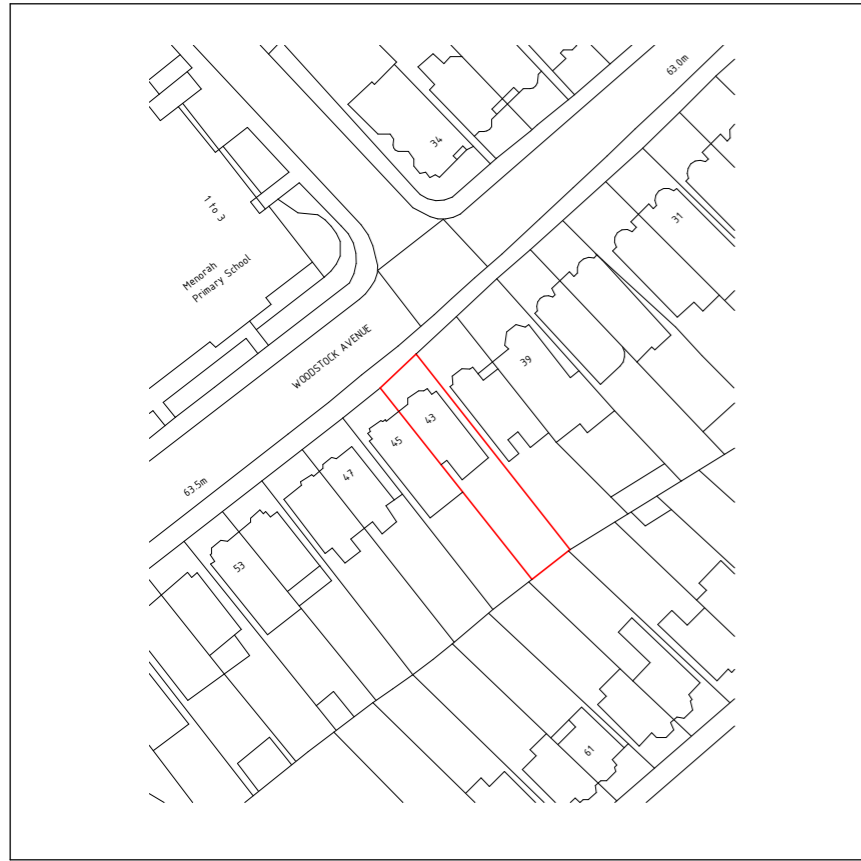 63.0m
34
1 to 3
31
Menorah
Primary School
WOODSTOCK AVENUE
39
43
45
47
63.5m
53
61